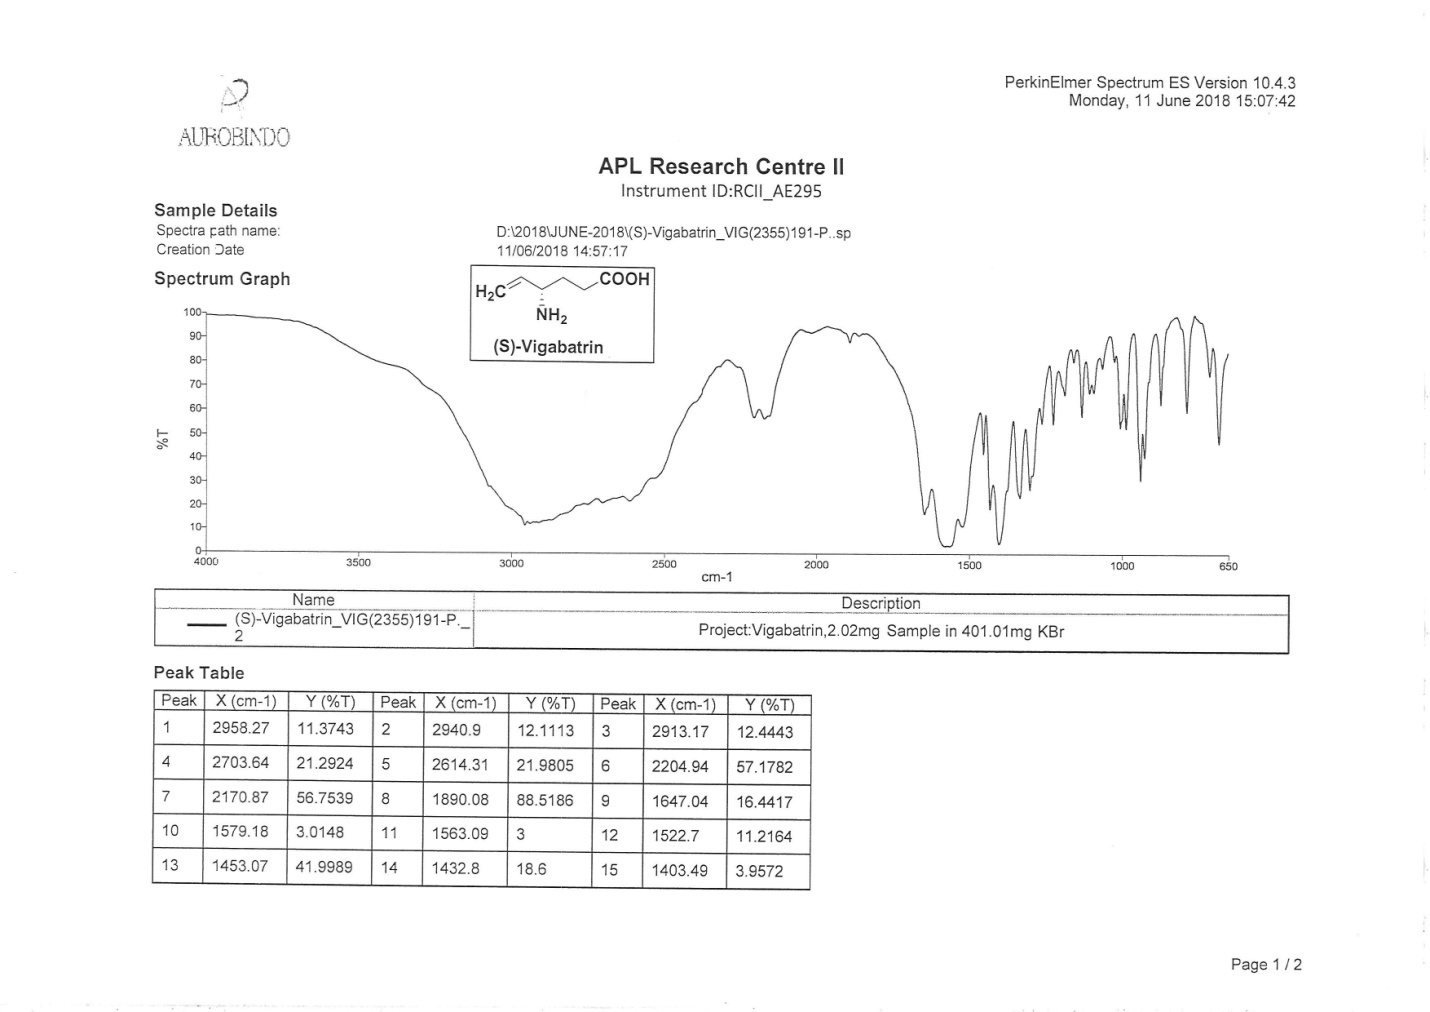 AUROBINDO
PerkinElmer Spectrum ES Version 10.4.3
Monday, 11 June 2018 15:07:42
APL Research Centre II
Instrument ID:RCII_AE295
Sample Details
Spectra path name: D:\2018\JUNE-2018\(S)-Vigabatrin_VIG(2355)191-P..sp
Creation Date 11/06/2018 14:57:17
Spectrum Graph
H2C COOH
NH2
(S)-Vigabatrin
100
90
80
70
60
50
40
30
20
10
0
%T
4000 3500 3000 2500 2000 1500 1000 650
cm-1
Name Description
(S)-Vigabatrin_VIG(2355)191-P._
2
Project:Vigabatrin,2.02mg Sample in 401.01mg KBr
Peak Table
Peak X (cm-1) Y (%T) Peak X (cm-1) Y (%T) Peak X (cm-1) Y (%T)
1 2958.27 11.3743 2 2940.9 12.1113 3 2913.17 12.4443
4 2703.64 21.2924 5 2614.31 21.9805 6 2204.94 57.1782
7 2170.87 56.7539 8 1890.08 88.5186 9 1647.04 16.4417
10 1579.18 3.0148 11 1563.09 3 12 1522.7 11.2164
13 1453.07 41.9989 14 1432.8 18.6 15 1403.49 3.9572
Page 1 / 2